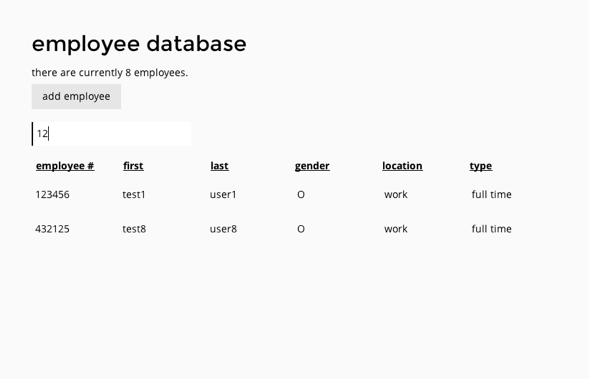 employee database
there are currently 8 employees.
add employee
12
employee # first last gender location type
123456 test1 user1 O work full time
432125 test8 user8 O work full time